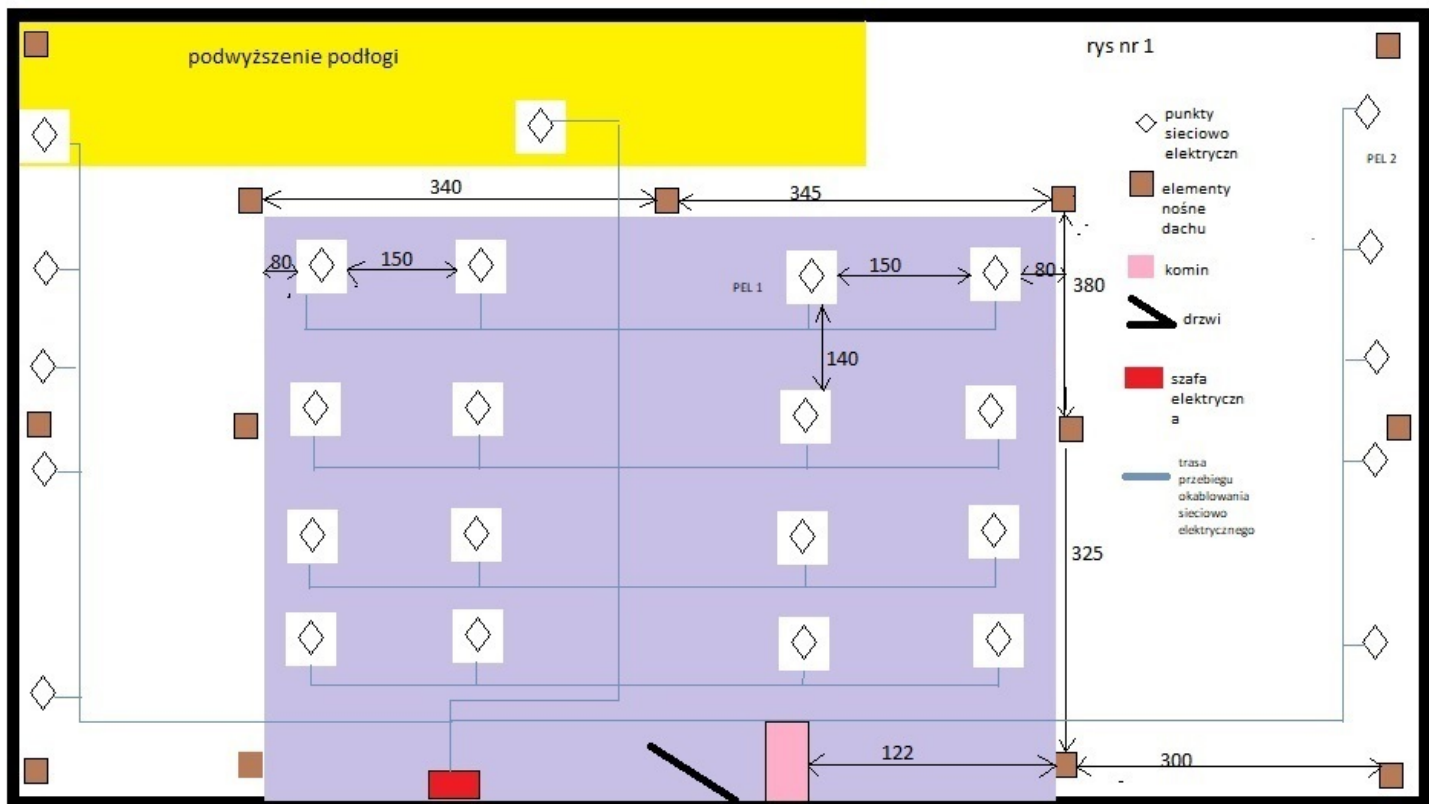 podwyższenie podłogi
rys nr 1
punkty
sieciowo
elektryczn
PEL 2
340
345
elementy
nośne
dachu
80
150
PEL 1
150
80
380
komin
drzwi
140
szafa
elektryczn
a
trasa
przebiegu
okablowania
sieciowo
elektrycznego
325
122
300